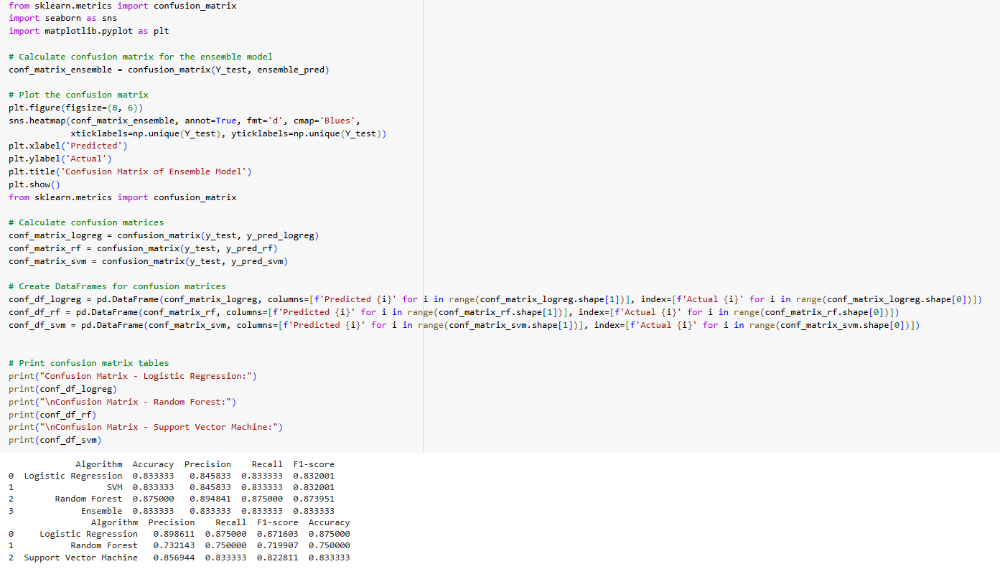 from sklearn.metrics import confusion_matrix
import seaborn as sns
import matplotlib.pyplot as plt
# Calculate confusion matrix for the ensemble model
conf_matrix_ensemble = confusion_matrix(Y_test, ensemble_pred)
# Plot the confusion matrix
plt.figure(figsize=(8, 6))
sns.heatmap(conf_matrix_ensemble, annot=True, fmt='d', cmap='Blues',
            xticklabels=np.unique(Y_test), yticklabels=np.unique(Y_test))
plt.xlabel('Predicted')
plt.ylabel('Actual')
plt.title('Confusion Matrix of Ensemble Model')
plt.show()
from sklearn.metrics import confusion_matrix
# Calculate confusion matrices
conf_matrix_logreg = confusion_matrix(y_test, y_pred_logreg)
conf_matrix_rf = confusion_matrix(y_test, y_pred_rf)
conf_matrix_svm = confusion_matrix(y_test, y_pred_svm)
# Create DataFrames for confusion matrices
conf_df_logreg = pd.DataFrame(conf_matrix_logreg, columns=[f'Predicted {i}' for i in range(conf_matrix_logreg.shape[1])], index=[f'Actual {i}' for i in range(conf_matrix_logreg.shape[0])])
conf_df_rf = pd.DataFrame(conf_matrix_rf, columns=[f'Predicted {i}' for i in range(conf_matrix_rf.shape[1])], index=[f'Actual {i}' for i in range(conf_matrix_rf.shape[0])])
conf_df_svm = pd.DataFrame(conf_matrix_svm, columns=[f'Predicted {i}' for i in range(conf_matrix_svm.shape[1])], index=[f'Actual {i}' for i in range(conf_matrix_svm.shape[0])])
# Print confusion matrix tables
print("Confusion Matrix - Logistic Regression:")
print(conf_df_logreg)
print("\nConfusion Matrix - Random Forest:")
print(conf_df_rf)
print("\nConfusion Matrix - Support Vector Machine:")
print(conf_df_svm)
             Algorithm  Accuracy  Precision    Recall  F1-score
0  Logistic Regression  0.833333   0.845833  0.833333  0.832001
1                  SVM  0.833333   0.845833  0.833333  0.832001
2        Random Forest  0.875000   0.894841  0.875000  0.873951
3             Ensemble  0.833333   0.833333  0.833333  0.833333
                Algorithm  Precision    Recall  F1-score  Accuracy
0     Logistic Regression   0.898611  0.875000  0.871603  0.875000
1           Random Forest   0.732143  0.750000  0.719907  0.750000
2  Support Vector Machine   0.856944  0.833333  0.822811  0.833333